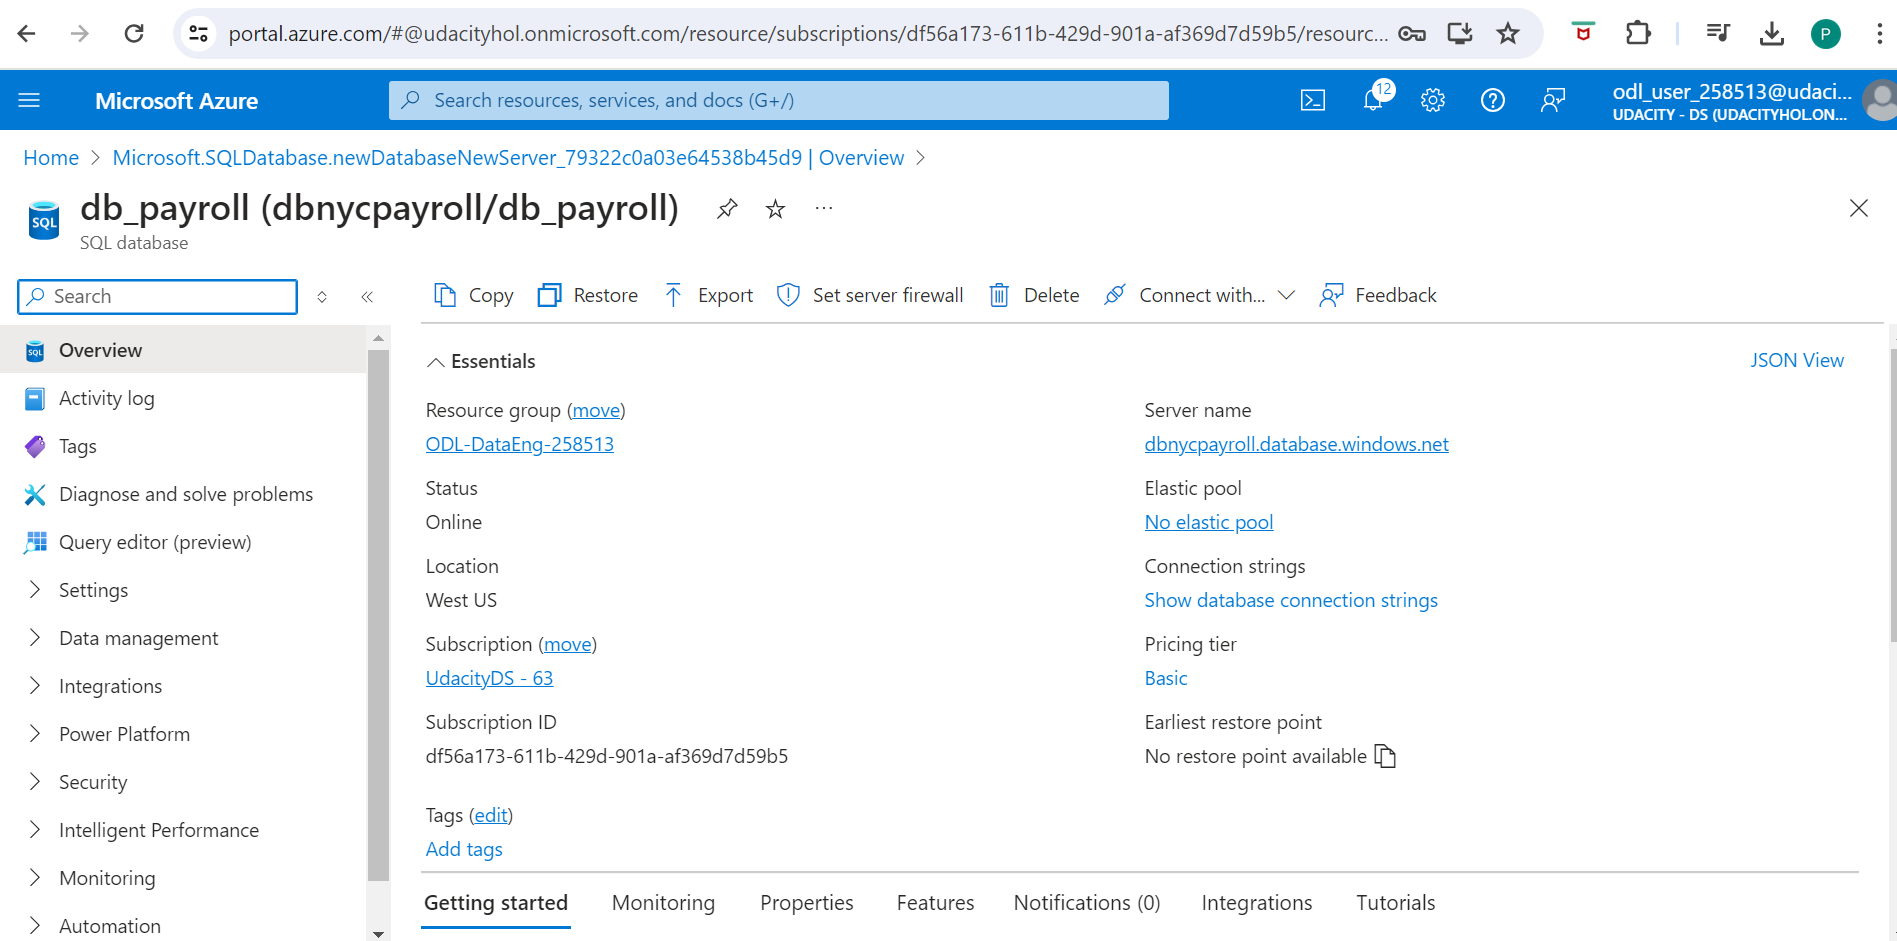 portal.azure.com/#@udacityhol.onmicrosoft.com/resource/subscriptions/df56a173-611b-429d-901a-af369d7d59b5/resourc...
P
Microsoft Azure
Search resources, services, and docs (G+/)
12
odl_user_258513@udaci...
UDACITY - DS (UDACITYHOL.ON...
Home > Microsoft.SQLDatabase.newDatabaseNewServer_79322c0a03e64538b45d9 | Overview >
SQL
db_payroll (dbnycpayroll/db_payroll)
SQL database
Search
Copy
Restore
Export
Set server firewall
Delete
Connect with...
Feedback
SQL
Overview
Activity log
Tags
Diagnose and solve problems
Query editor (preview)
Settings
Data management
Integrations
Power Platform
Security
Intelligent Performance
Monitoring
Automation
Essentials
JSON View
Resource group (move)
ODL-DataEng-258513
Status
Online
Location
West US
Subscription (move)
UdacityDS - 63
Subscription ID
df56a173-611b-429d-901a-af369d7d59b5
Tags (edit)
Add tags
Server name
dbnycpayroll.database.windows.net
Elastic pool
No elastic pool
Connection strings
Show database connection strings
Pricing tier
Basic
Earliest restore point
No restore point available
Getting started
Monitoring
Properties
Features
Notifications (0)
Integrations
Tutorials